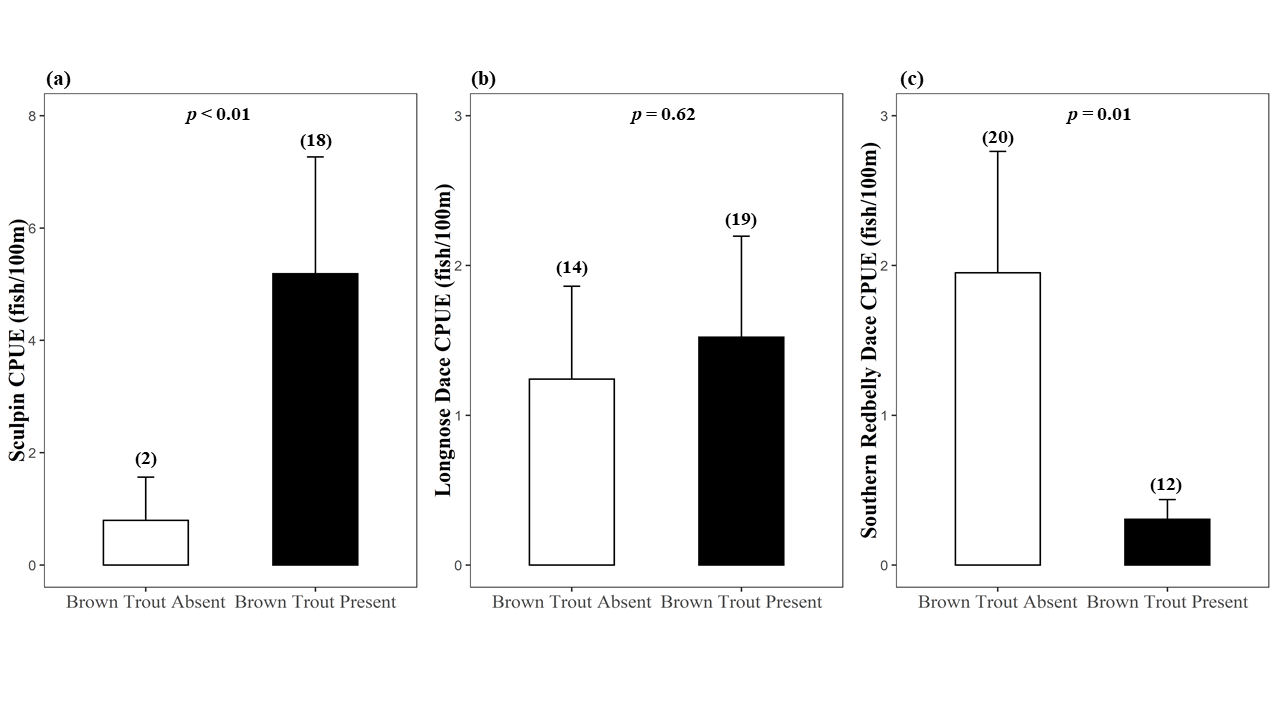 (a)
p < 0.01
(18)
(2)
8
6
4
2
0
Sculpin CPUE (fish/100m)
Brown Trout Absent Brown Trout Present
(b)
p = 0.62
(19)
(14)
3
2
1
0
Longnose Dace CPUE (fish/100m)
Brown Trout Absent Brown Trout Present
(c)
p = 0.01
(20)
(12)
3
2
1
0
Southern Redbelly Dace CPUE (fish/100m)
Brown Trout Absent Brown Trout Present